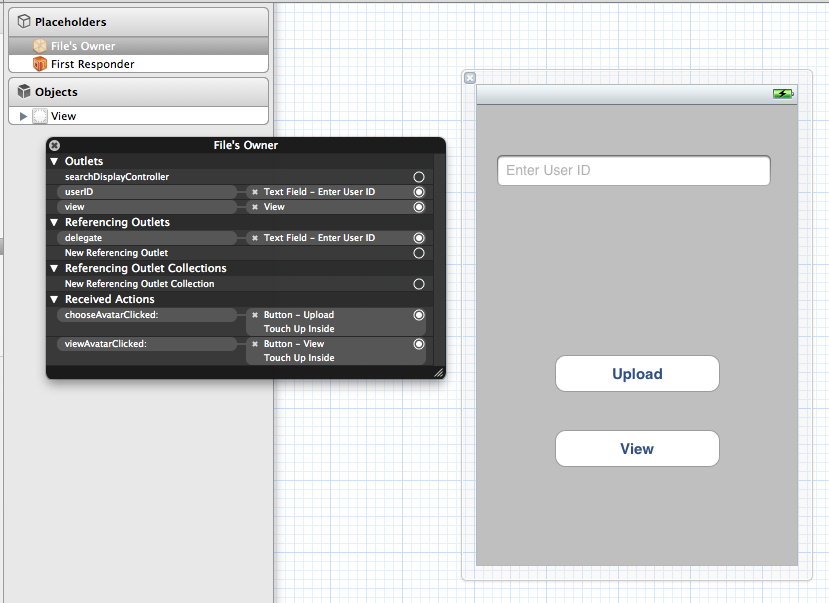 Placeholders
File's Owner
First Responder
Objects
View
File's Owner
Outlets
searchDisplayController
userID × Text Field – Enter User ID
view × View
Referencing Outlets
delegate × Text Field – Enter User ID
New Referencing Outlet
Referencing Outlet Collections
New Referencing Outlet Collection
Received Actions
chooseAvatarClicked: × Button – Upload
Touch Up Inside
viewAvatarClicked: × Button – View
Touch Up Inside
Enter User ID
Upload
View